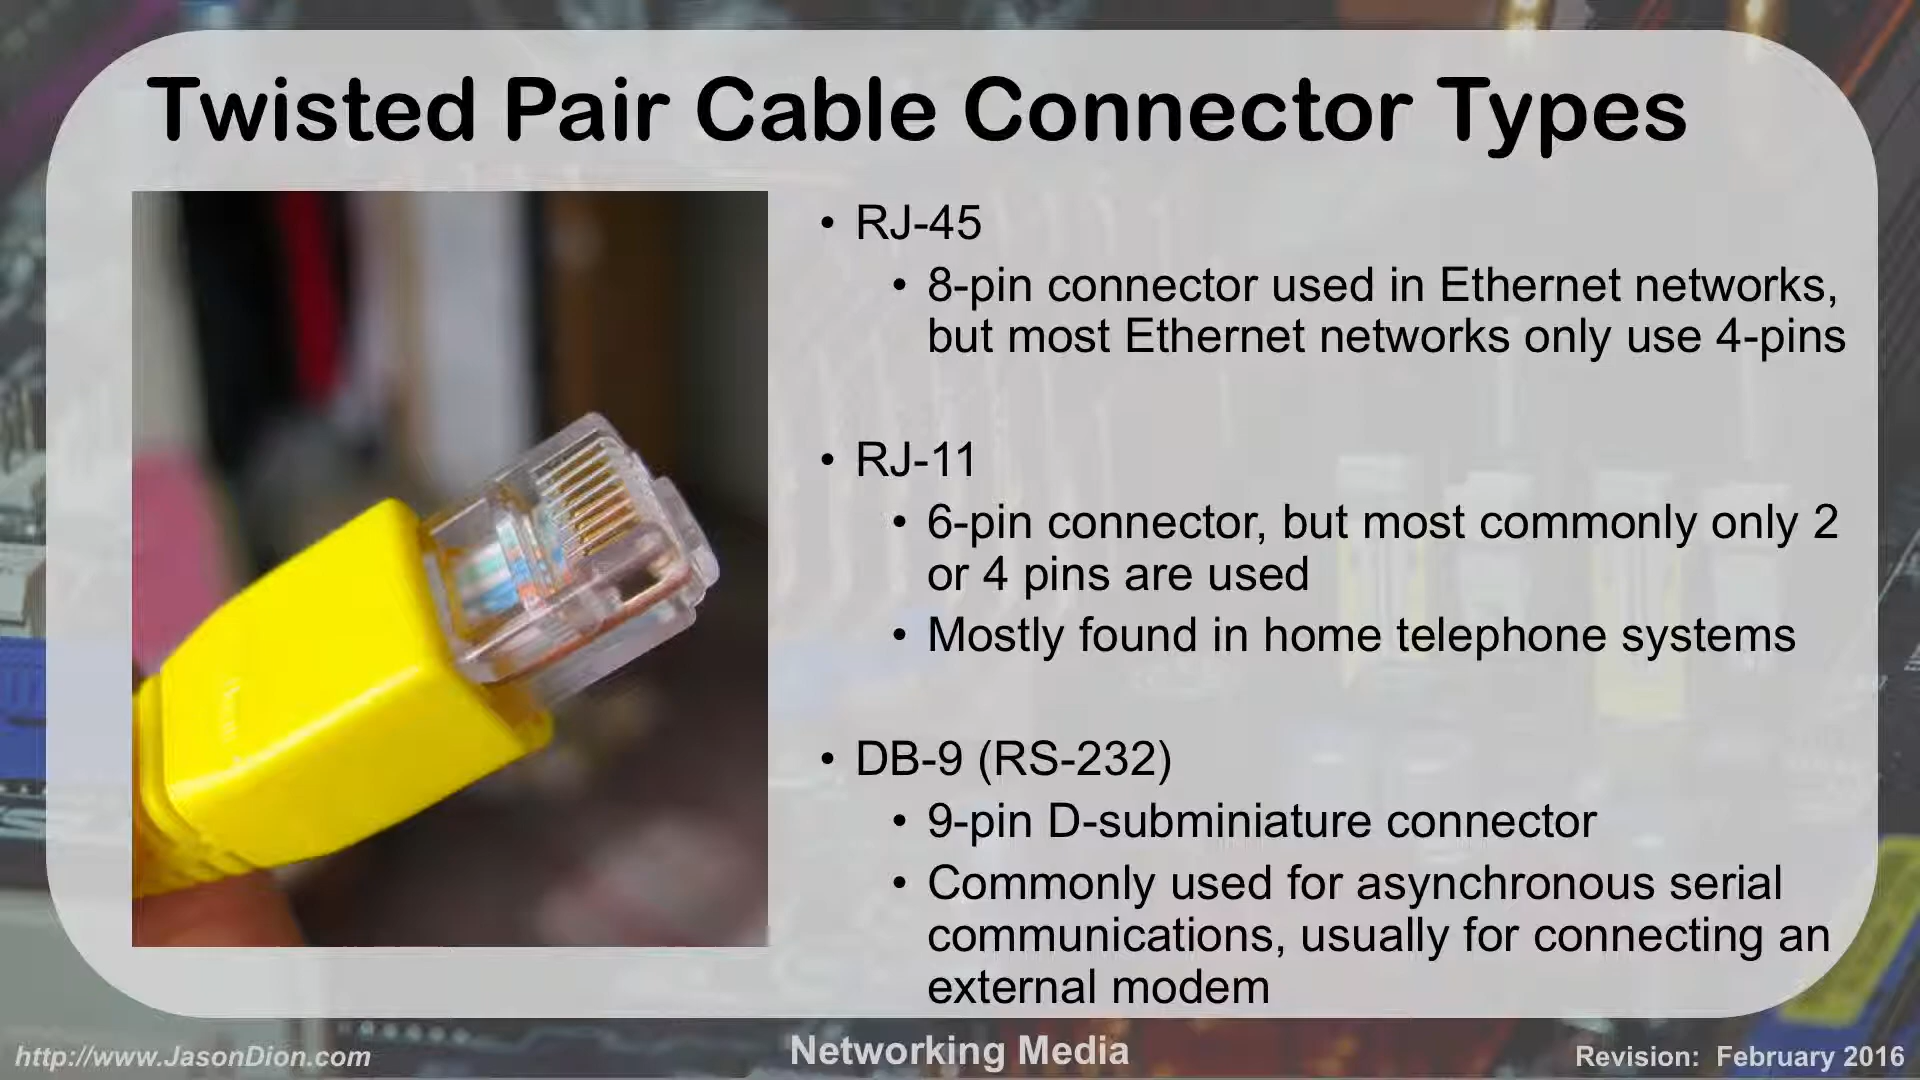 Twisted Pair Cable Connector Types
• RJ-45
• 8-pin connector used in Ethernet networks,
but most Ethernet networks only use 4-pins
• RJ-11
• 6-pin connector, but most commonly only 2
or 4 pins are used
• Mostly found in home telephone systems
• DB-9 (RS-232)
• 9-pin D-subminiature connector
• Commonly used for asynchronous serial
communications, usually for connecting an
external modem
http://www.JasonDion.com
Networking Media
Revision: February 2016